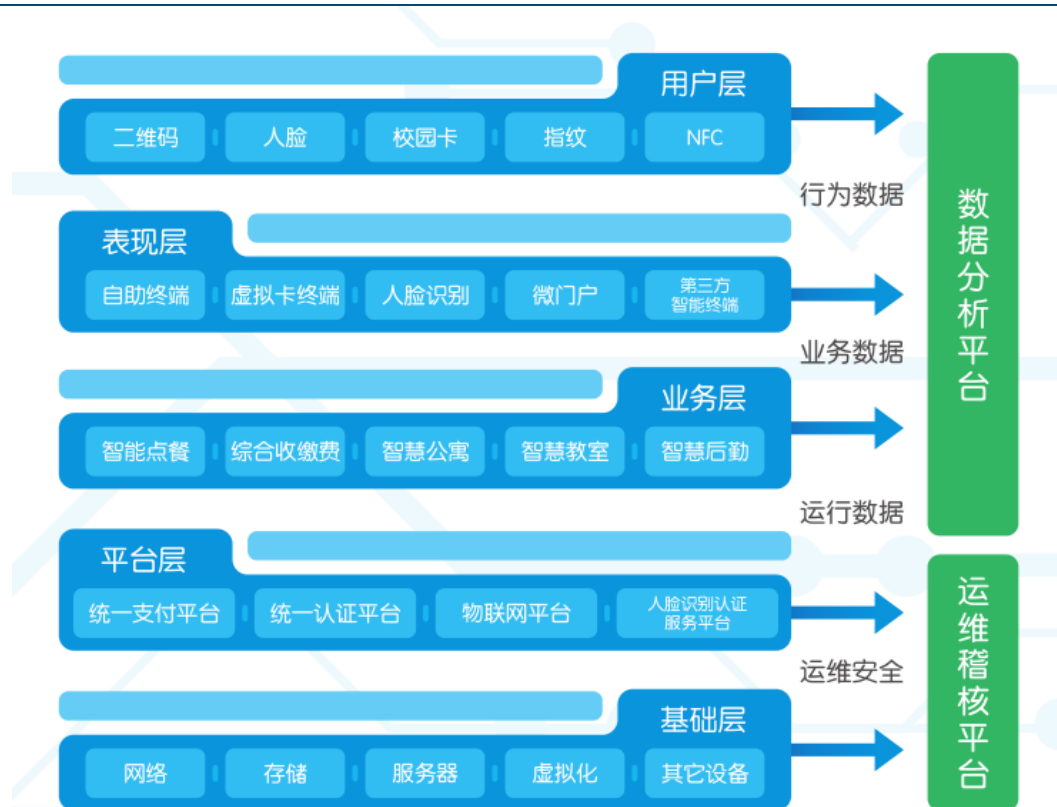 用户层
二维码
人脸
校园卡
指纹
NFC
行为数据
表现层
自助终端
虚拟卡终端
人脸识别
微门户
第三方
智能终端
业务数据
业务层
智能点餐
综合收缴费
智慧公寓
智慧教室
智慧后勤
运行数据
平台层
统一支付平台
统一认证平台
物联网平台
人脸识别认证
服务平台
运维安全
基础层
网络
存储
服务器
虚拟化
其它设备
数据分析平台
运维稽核平台